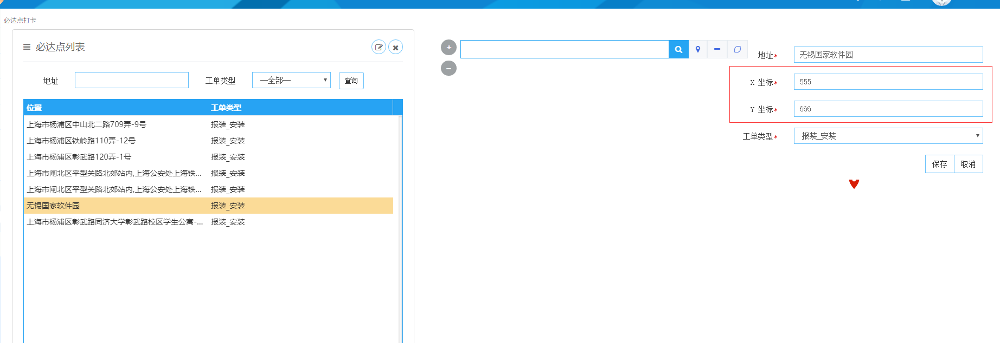 必达点打卡
必达点列表
地址
工单类型
—全部—
查询
位置 工单类型
上海市杨浦区中山北二路709弄-9号 报装_安装
上海市杨浦区铁岭路110弄-12号 报装_安装
上海市杨浦区彰武路120弄-1号 报装_安装
上海市闸北区平型关路北郊站内,上海公安处上海铁... 报装_安装
上海市闸北区平型关路北郊站内,上海公安处上海铁... 报装_安装
无锡国家软件园 报装_安装
上海市杨浦区彰武路同济大学彰武路校区学生公寓-... 报装_安装
地址* 无锡国家软件园
X 坐标* 555
Y 坐标* 666
工单类型* 报装_安装
保存 取消